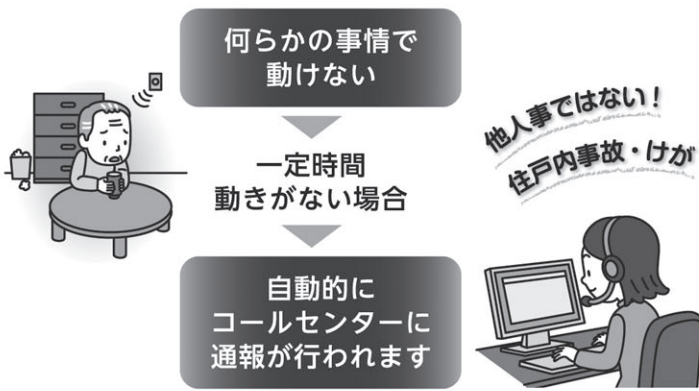 何らかの事情で
動けない
一定時間
動きがない場合
自動的に
コールセンターに
通報が行われます
他人事ではない！
住戸内事故・けが